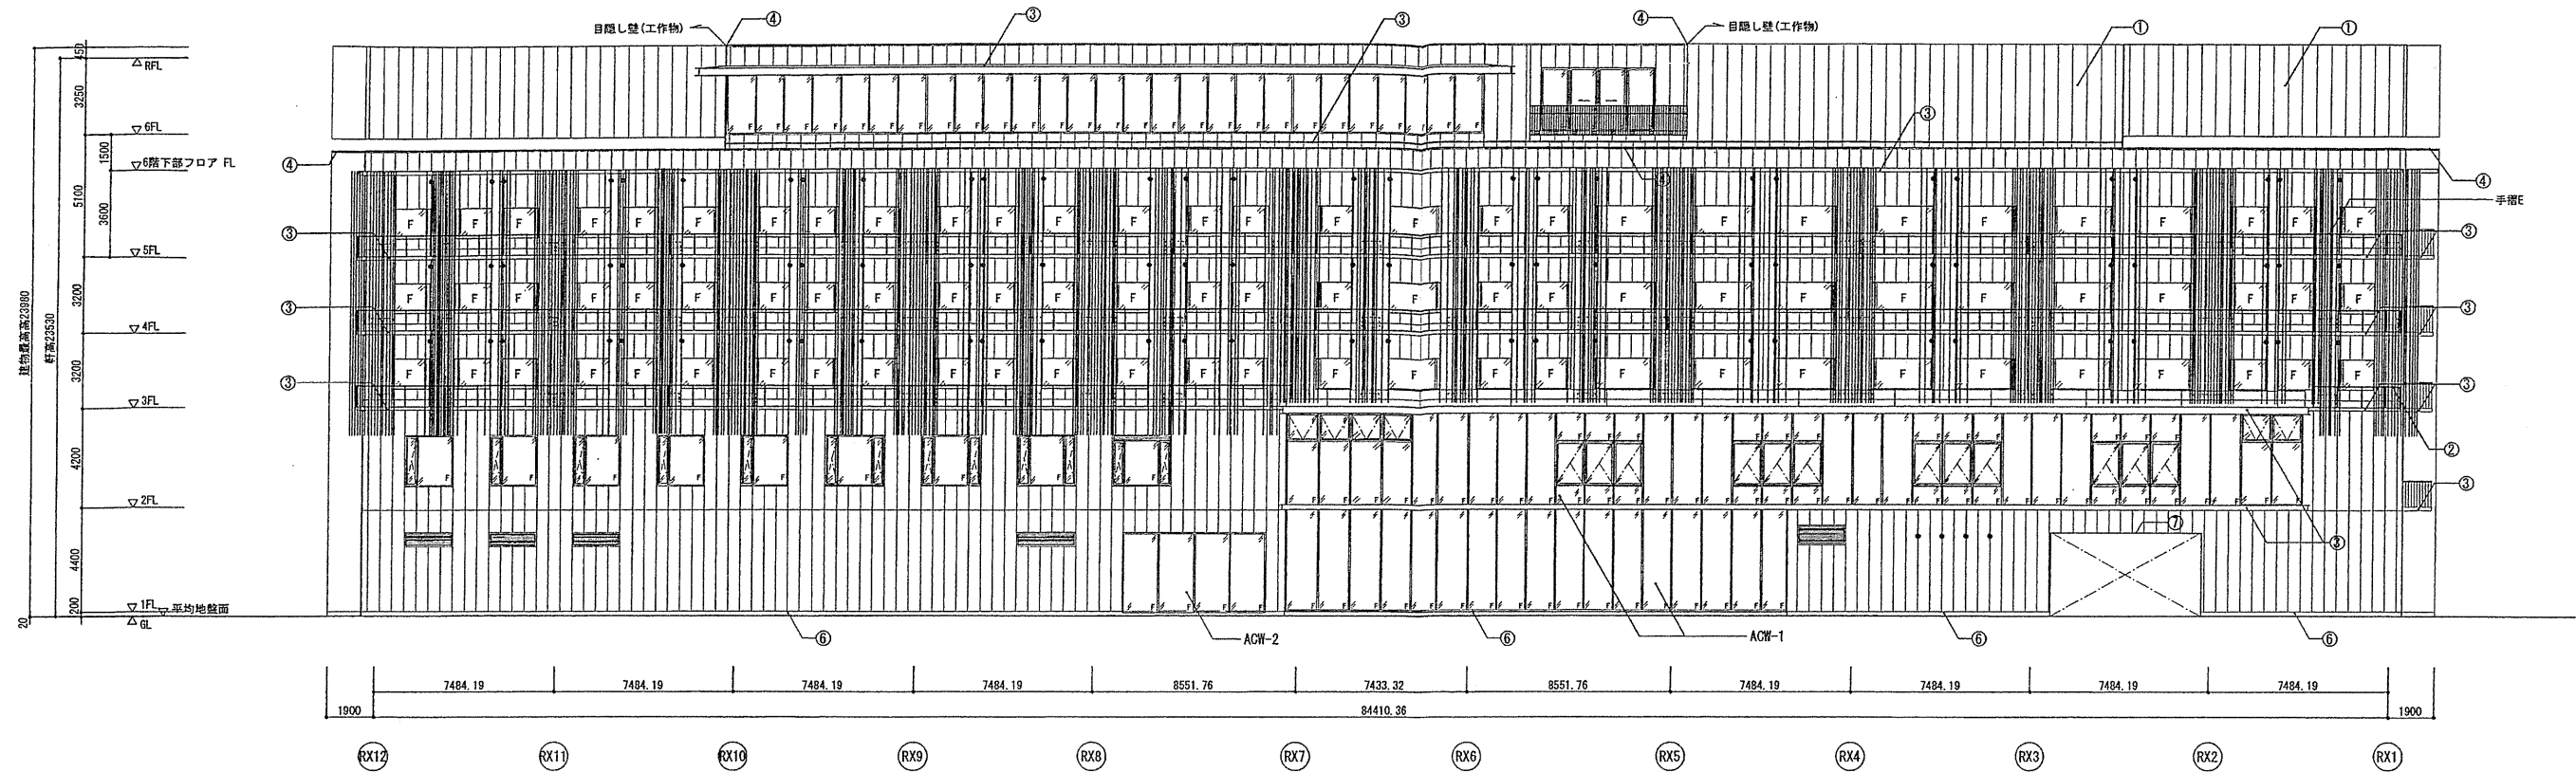 目隠し壁(工作物)
④
③
③
④
目隠し壁(工作物)
①
①
450
RFL
3250
6FL
③
③
1500
6階下部フロア FL
④
④
④
5100
3600
手摺E
③
③
5FL
F F F F F F F F F F F F F F F F F F F F F F F F F F F
建物最高高23980
軒高23530
3200
③
③
4FL
F F F F F F F F F F F F F F F F F F F F F F F F F F F
3200
③
③
3FL
F F F F F F F F F F F F F F F F F F F F F F F F F F F
4200
②
2FL
③
⑦
③
4400
1FL
平均地盤面
200
20
GL
⑥
ACW-2
⑥
ACW-1
⑥
⑥
7484.19 7484.19 7484.19 7484.19 8551.76 7433.32 8551.76 7484.19 7484.19 7484.19 7484.19
1900 84410.36 1900
RX12 RX11 RX10 RX9 RX8 RX7 RX6 RX5 RX4 RX3 RX2 RX1